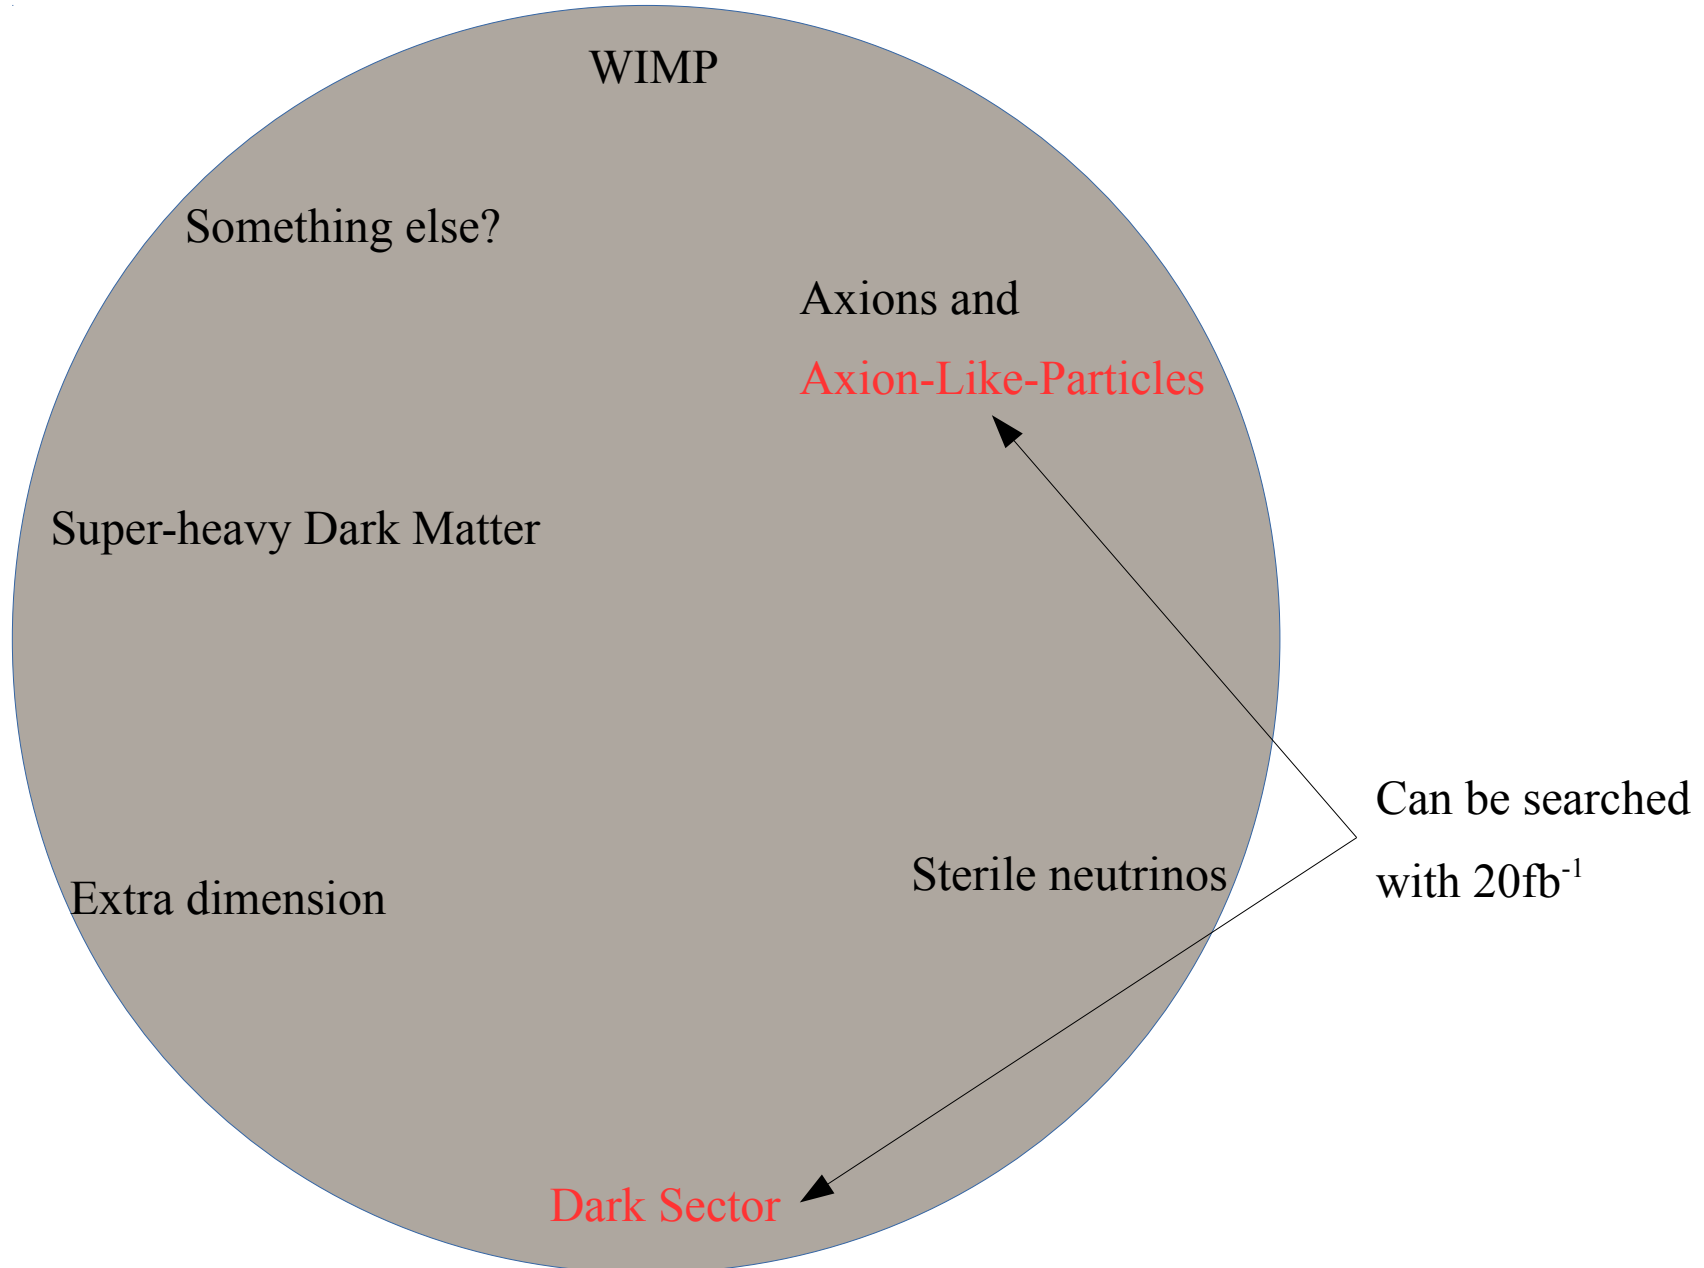 WIMP
Something else?
Axions and
Axion-Like-Particles
Super-heavy Dark Matter
Can be searched
with 20fb⁻¹
Sterile neutrinos
Extra dimension
Dark Sector